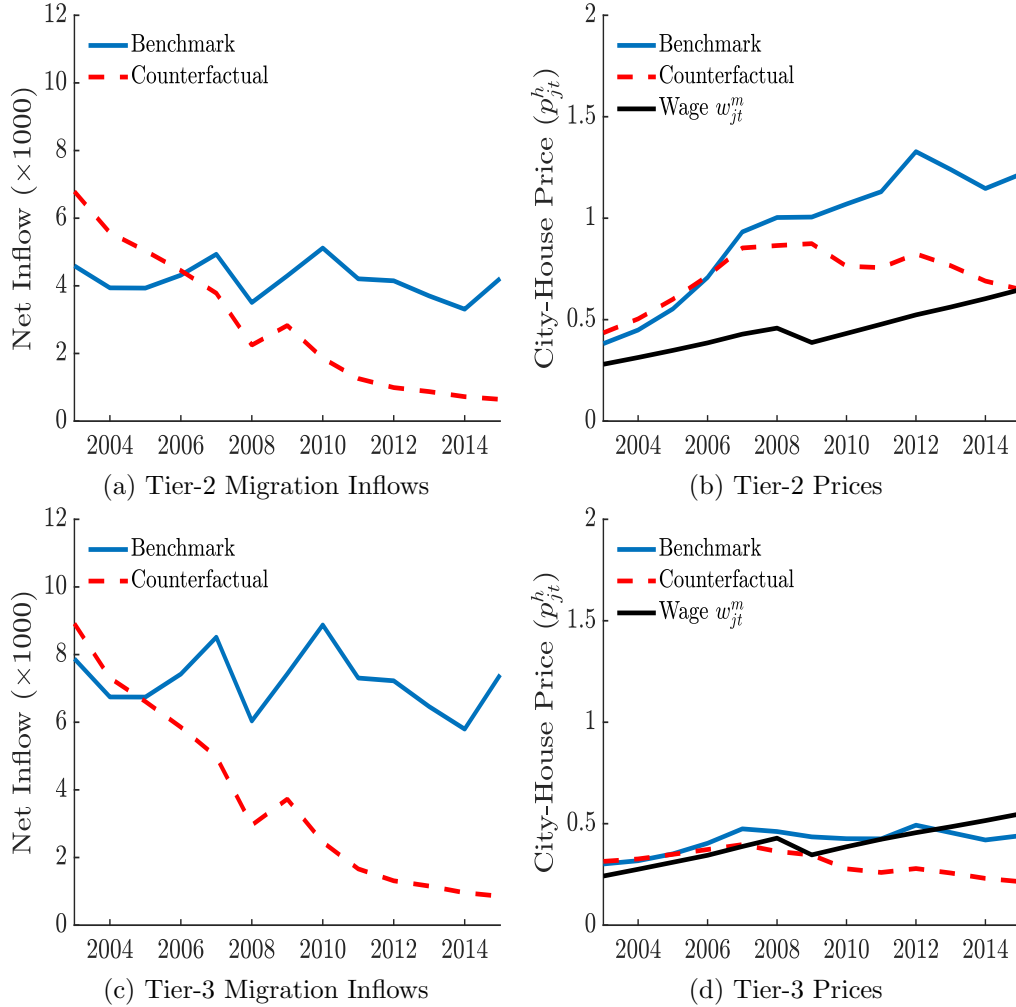 12
10
8
6
4
2
0
Net Inflow (×1000)
Benchmark
Counterfactual
2004 2006 2008 2010 2012 2014
(a) Tier-2 Migration Inflows
2
1.5
1
0.5
0
City-House Price (p^h_{jt})
Benchmark
Counterfactual
Wage w^m_{jt}
2004 2006 2008 2010 2012 2014
(b) Tier-2 Prices
12
10
8
6
4
2
0
Net Inflow (×1000)
Benchmark
Counterfactual
2004 2006 2008 2010 2012 2014
(c) Tier-3 Migration Inflows
2
1.5
1
0.5
0
City-House Price (p^h_{jt})
Benchmark
Counterfactual
Wage w^m_{jt}
2004 2006 2008 2010 2012 2014
(d) Tier-3 Prices